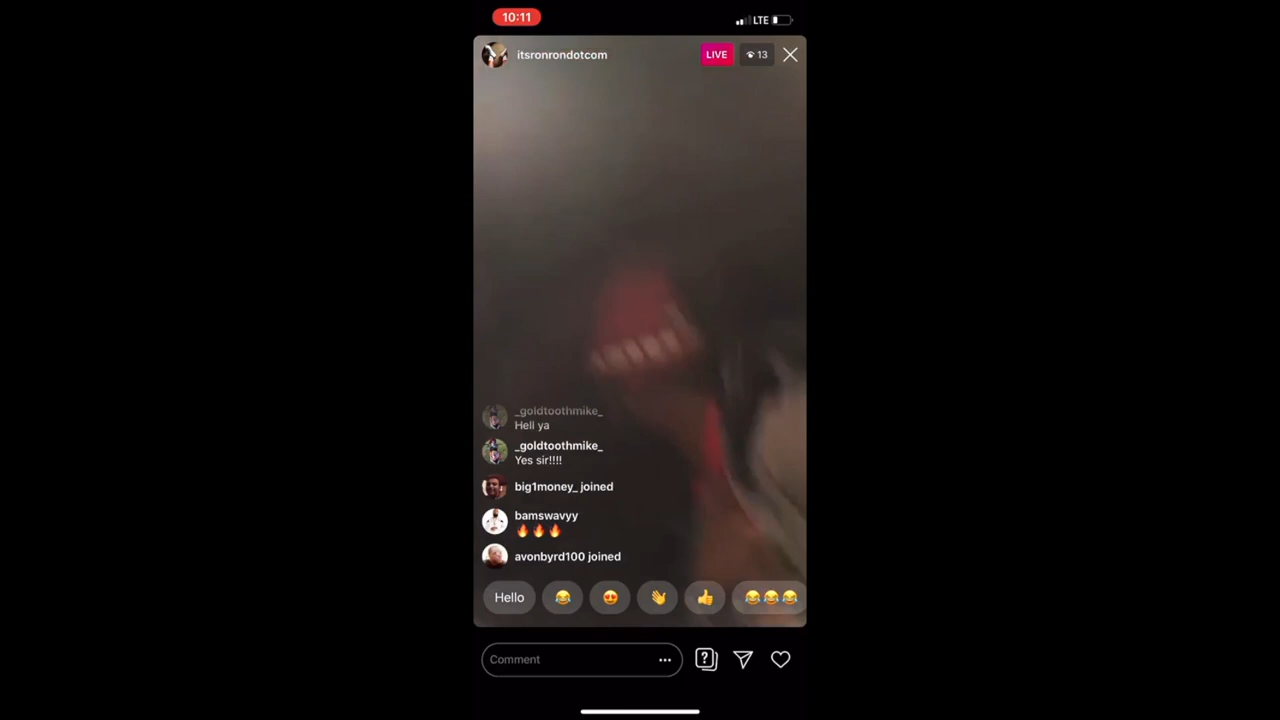 10:11
LTE
itsronrondotcom
LIVE
13
_goldtoothmike_
Hell ya
_goldtoothmike_
Yes sir!!!!
big1money_ joined
bamswavyy
🔥🔥🔥
avonbyrd100 joined
Hello 😂 😍 👋 👍 😂😂😂
Comment